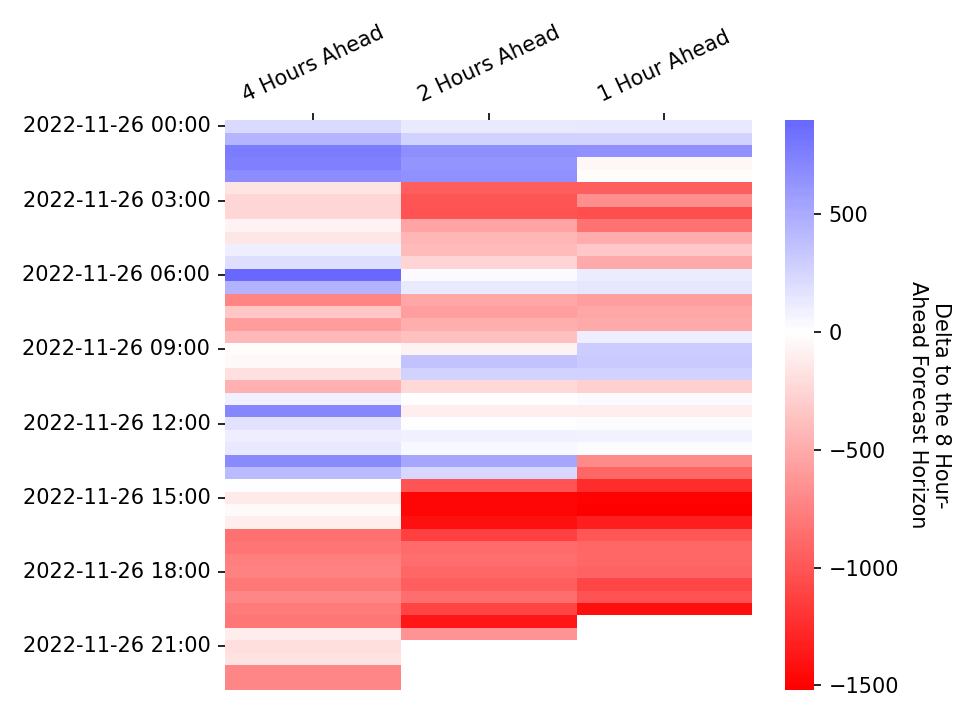 4 Hours Ahead
2 Hours Ahead
1 Hour Ahead
2022-11-26 00:00
2022-11-26 03:00
2022-11-26 06:00
2022-11-26 09:00
2022-11-26 12:00
2022-11-26 15:00
2022-11-26 18:00
2022-11-26 21:00
500
0
−500
−1000
−1500
Delta to the 8 Hour-
Ahead Forecast Horizon